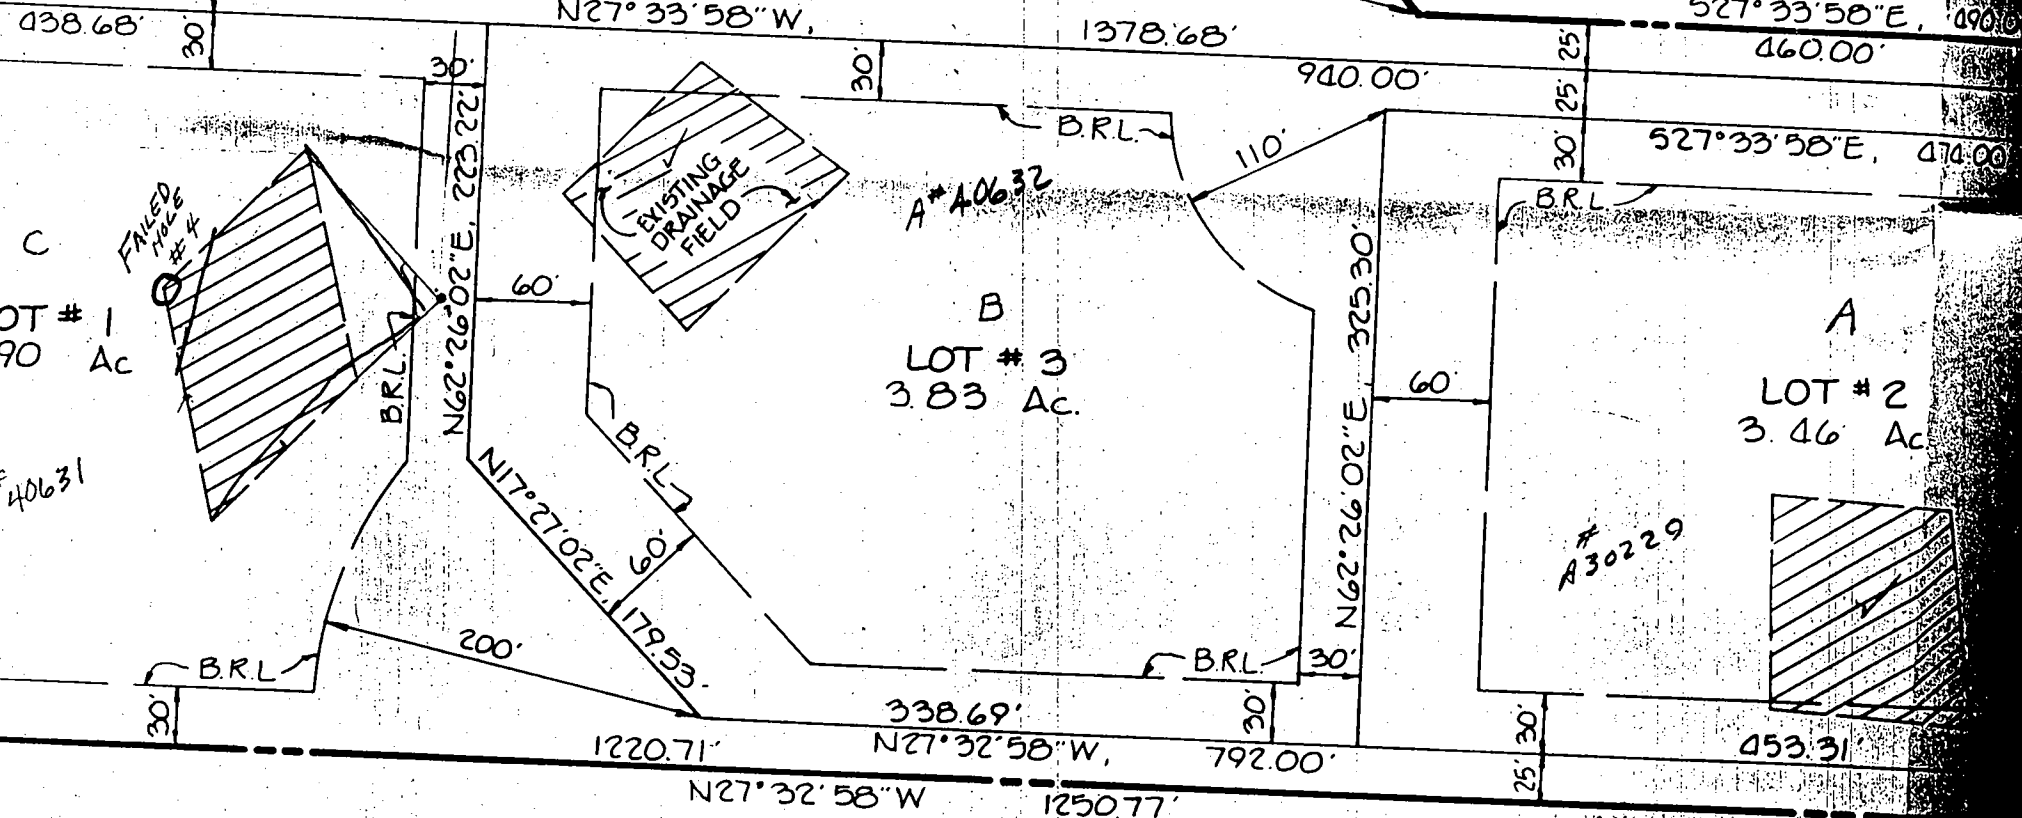 N27°33'58"W,
1378.68'
S27°33'58"E,
438.68'
30'
30'
30'
940.00'
25'
460.00'
25'
30'
S27°33'58"E, 474.00
B.R.L.
110'
B.R.L.
FAILED
HOLE
#4
N62°26'02"E, 223.22'
EXISTING
DRAINAGE
FIELD
A#40632
C
LOT # 1
90 Ac
B.R.L.
60'
B
LOT # 3
3.83 Ac.
N62°26'02"E 325.30'
60'
A
LOT # 2
3.46 Ac
40631
B.R.L.
N17°27'02"E, 179.53'
60'
#
A30229
200'
B.R.L.
30'
B.R.L.
30'
30'
338.69'
N27°32'58"W,
1220.71'
792.00'
30'
25'
453.31'
N27°32'58"W 1250.77'